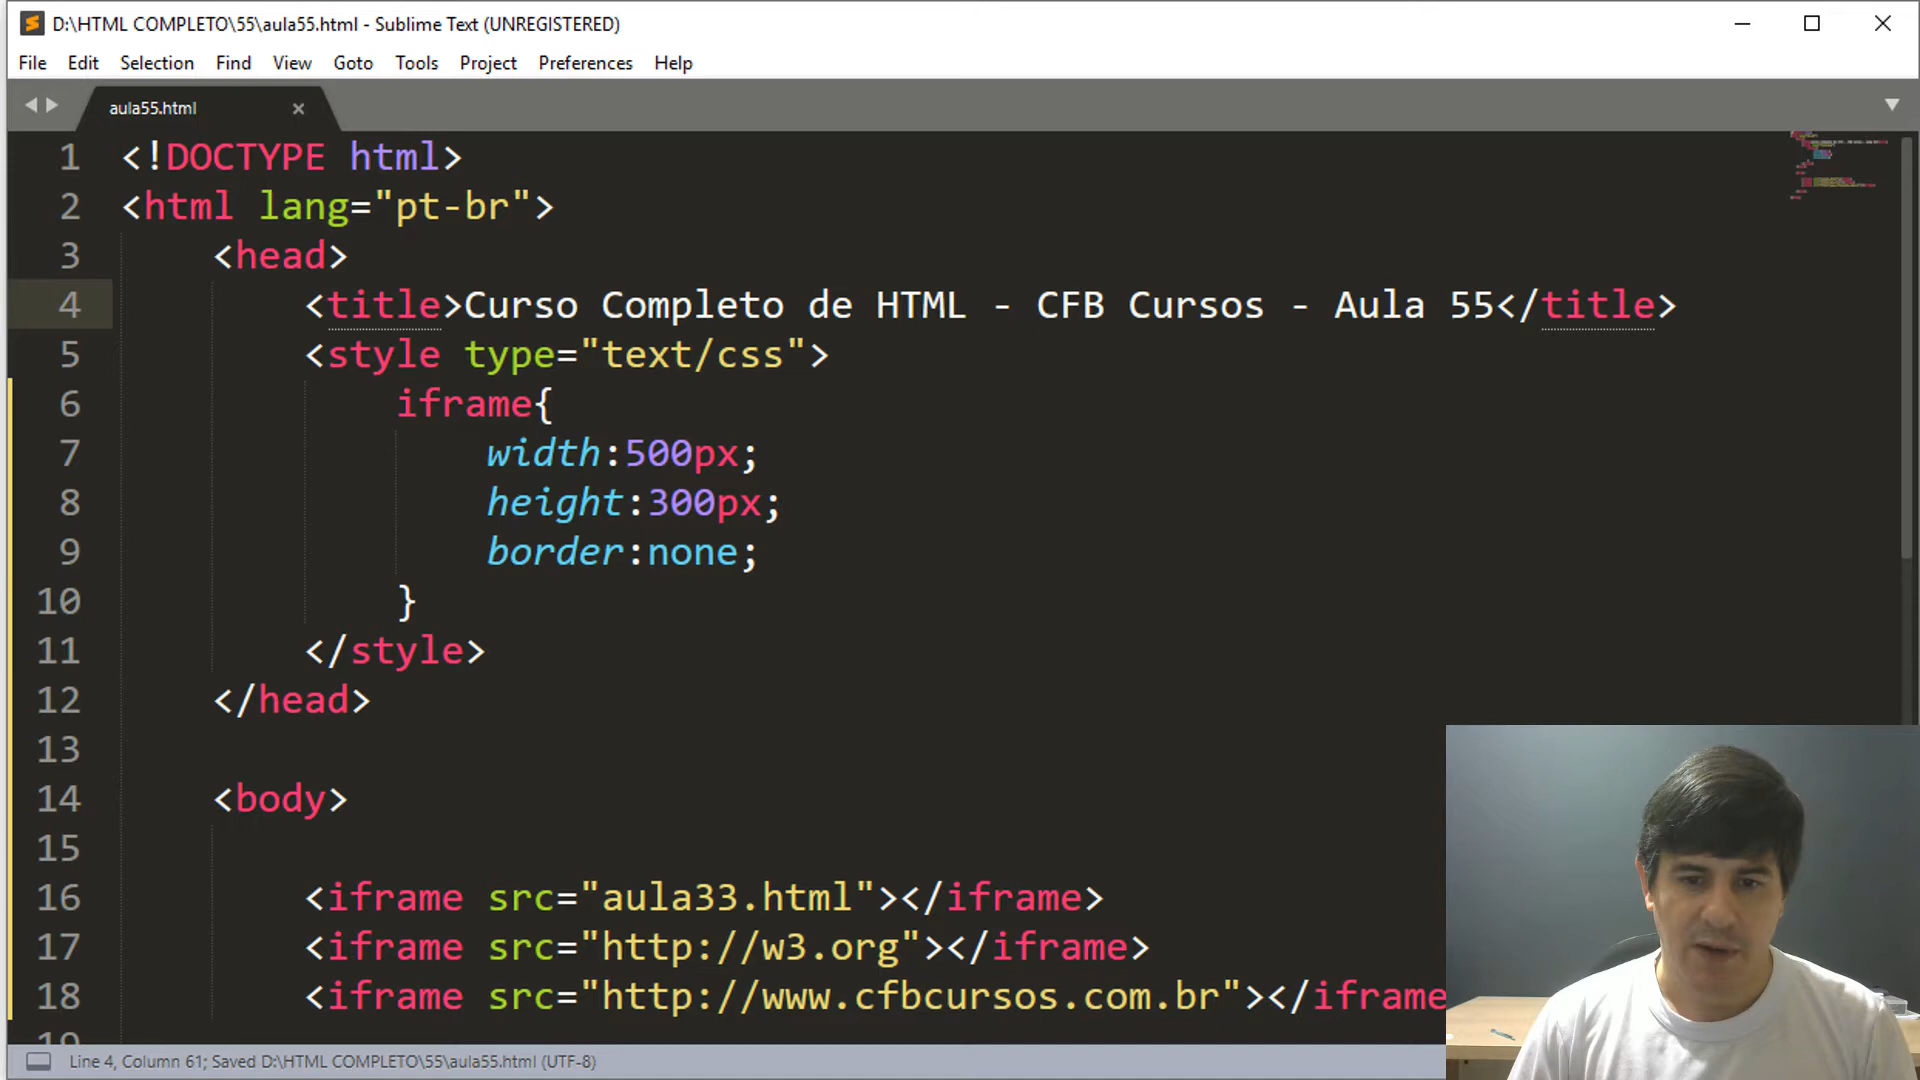 D:\HTML COMPLETO\55\aula55.html - Sublime Text (UNREGISTERED)
File Edit Selection Find View Goto Tools Project Preferences Help
aula55.html
1 <!DOCTYPE html>
2 <html lang="pt-br">
3 <head>
4 <title>Curso Completo de HTML - CFB Cursos - Aula 55</title>
5 <style type="text/css">
6 iframe{
7 width:500px;
8 height:300px;
9 border:none;
10 }
11 </style>
12 </head>
13
14 <body>
15
16 <iframe src="aula33.html"></iframe>
17 <iframe src="http://w3.org"></iframe>
18 <iframe src="http://www.cfbcursos.com.br"></iframe
19
Line 4, Column 61; Saved D:\HTML COMPLETO\55\aula55.html (UTF-8)